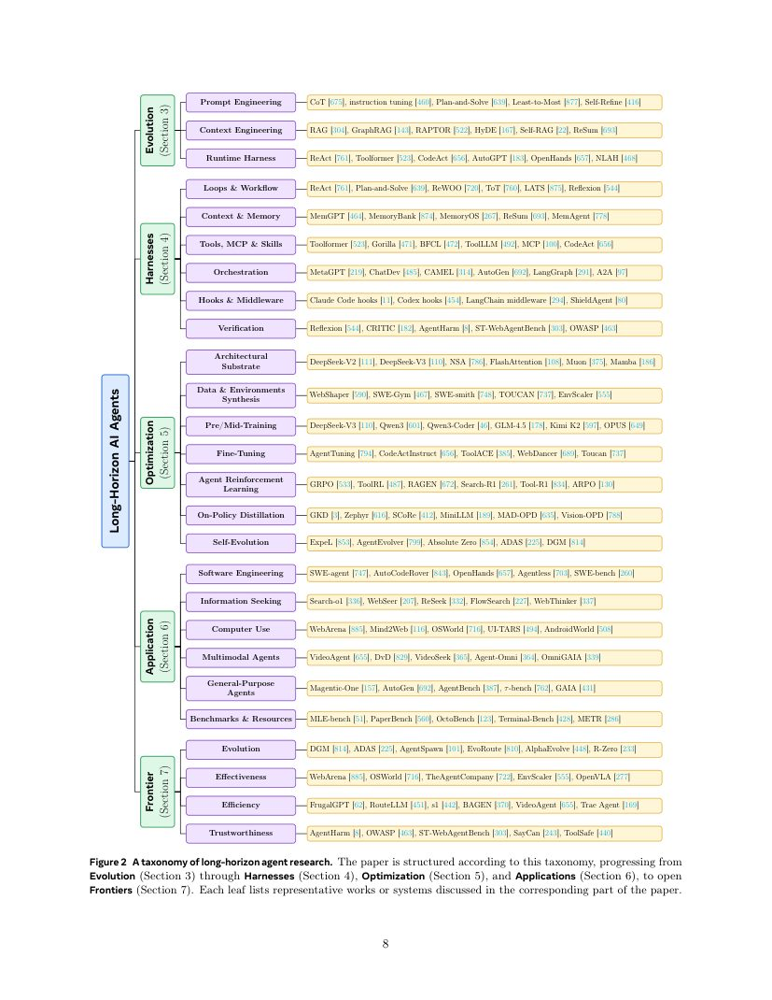 Long-Horizon AI Agents
Evolution
(Section 3)
Prompt Engineering
CoT [675], instruction tuning [460], Plan-and-Solve [639], Least-to-Most [877], Self-Refine [416]
Context Engineering
RAG [304], GraphRAG [143], RAPTOR [522], HyDE [167], Self-RAG [22], ReSum [693]
Runtime Harness
ReAct [761], Toolformer [523], CodeAct [656], AutoGPT [183], OpenHands [657], NLAH [468]
Harnesses
(Section 4)
Loops & Workflow
ReAct [761], Plan-and-Solve [639], ReWOO [720], ToT [760], LATS [875], Reflexion [544]
Context & Memory
MemGPT [464], MemoryBank [874], MemoryOS [267], ReSum [693], MemAgent [778]
Tools, MCP & Skills
Toolformer [523], Gorilla [471], BFCL [472], ToolLLM [492], MCP [100], CodeAct [656]
Orchestration
MetaGPT [219], ChatDev [485], CAMEL [314], AutoGen [692], LangGraph [291], A2A [97]
Hooks & Middleware
Claude Code hooks [11], Codex hooks [454], LangChain middleware [294], ShieldAgent [80]
Verification
Reflexion [544], CRITIC [182], AgentHarm [8], ST-WebAgentBench [303], OWASP [463]
Optimization
(Section 5)
Architectural
Substrate
DeepSeek-V2 [111], DeepSeek-V3 [110], NSA [786], FlashAttention [108], Muon [375], Mamba [186]
Data & Environments
Synthesis
WebShaper [590], SWE-Gym [467], SWE-smith [748], TOUCAN [737], EnvScaler [555]
Pre/Mid-Training
DeepSeek-V3 [110], Qwen3 [601], Qwen3-Coder [46], GLM-4.5 [178], Kimi K2 [597], OPUS [649]
Fine-Tuning
AgentTuning [794], CodeActInstruct [656], ToolACE [385], WebDancer [689], Toucan [737]
Agent Reinforcement
Learning
GRPO [533], ToolRL [487], RAGEN [672], Search-R1 [261], Tool-R1 [834], ARPO [130]
On-Policy Distillation
GKD [3], Zephyr [616], SCoRe [412], MiniLLM [189], MAD-OPD [635], Vision-OPD [788]
Self-Evolution
ExpeL [853], AgentEvolver [799], Absolute Zero [854], ADAS [225], DGM [814]
Application
(Section 6)
Software Engineering
SWE-agent [747], AutoCodeRover [843], OpenHands [657], Agentless [703], SWE-bench [260]
Information Seeking
Search-o1 [336], WebSeer [207], ReSeek [332], FlowSearch [227], WebThinker [337]
Computer Use
WebArena [885], Mind2Web [116], OSWorld [716], UI-TARS [494], AndroidWorld [508]
Multimodal Agents
VideoAgent [655], DvD [829], VideoSeek [365], Agent-Omni [364], OmniGAIA [339]
General-Purpose
Agents
Magentic-One [157], AutoGen [692], AgentBench [387], τ-bench [762], GAIA [431]
Benchmarks & Resources
MLE-bench [51], PaperBench [560], OctoBench [123], Terminal-Bench [428], METR [286]
Frontier
(Section 7)
Evolution
DGM [814], ADAS [225], AgentSpawn [101], EvoRoute [810], AlphaEvolve [448], R-Zero [233]
Effectiveness
WebArena [885], OSWorld [716], TheAgentCompany [722], EnvScaler [555], OpenVLA [277]
Efficiency
FrugalGPT [62], RouteLLM [451], s1 [442], BAGEN [370], VideoAgent [655], Trae Agent [169]
Trustworthiness
AgentHarm [8], OWASP [463], ST-WebAgentBench [303], SayCan [243], ToolSafe [440]
Figure 2 A taxonomy of long-horizon agent research. The paper is structured according to this taxonomy, progressing from
Evolution (Section 3) through Harnesses (Section 4), Optimization (Section 5), and Applications (Section 6), to open
Frontiers (Section 7). Each leaf lists representative works or systems discussed in the corresponding part of the paper.
8